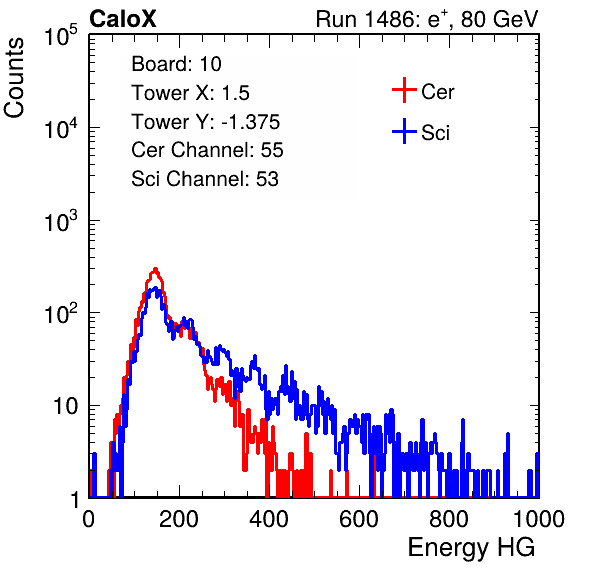 CaloX Run 1486: e⁺, 80 GeV
Counts
10⁵
10⁴
10³
10²
10
1
Board: 10
Tower X: 1.5
Tower Y: -1.375
Cer Channel: 55
Sci Channel: 53
Cer
Sci
0 200 400 600 800 1000
Energy HG